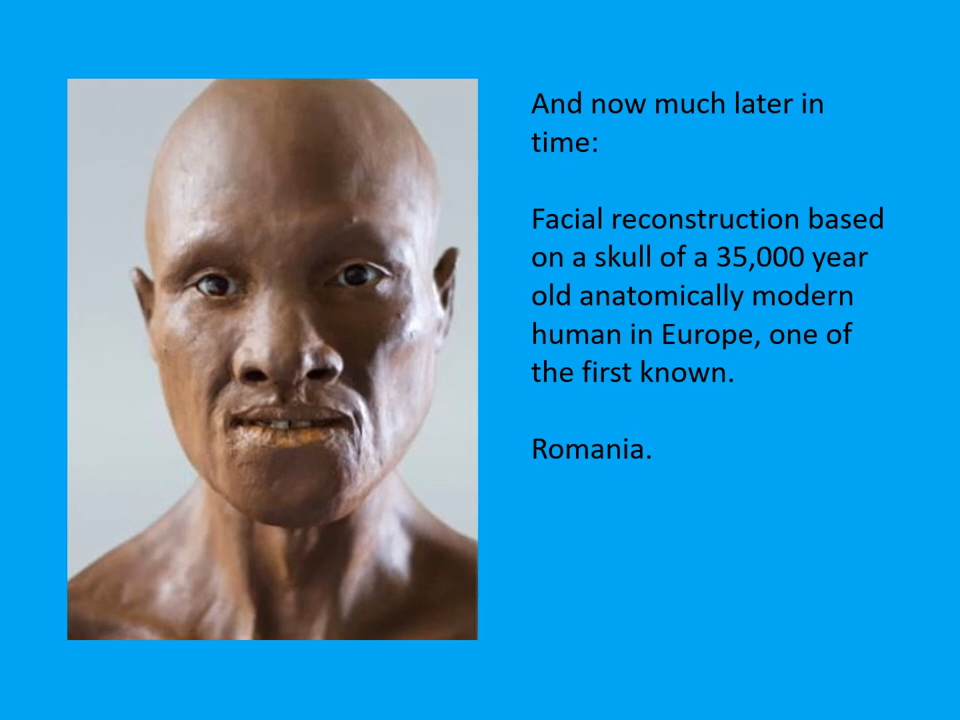 And now much later in
time:
Facial reconstruction based
on a skull of a 35,000 year
old anatomically modern
human in Europe, one of
the first known.
Romania.